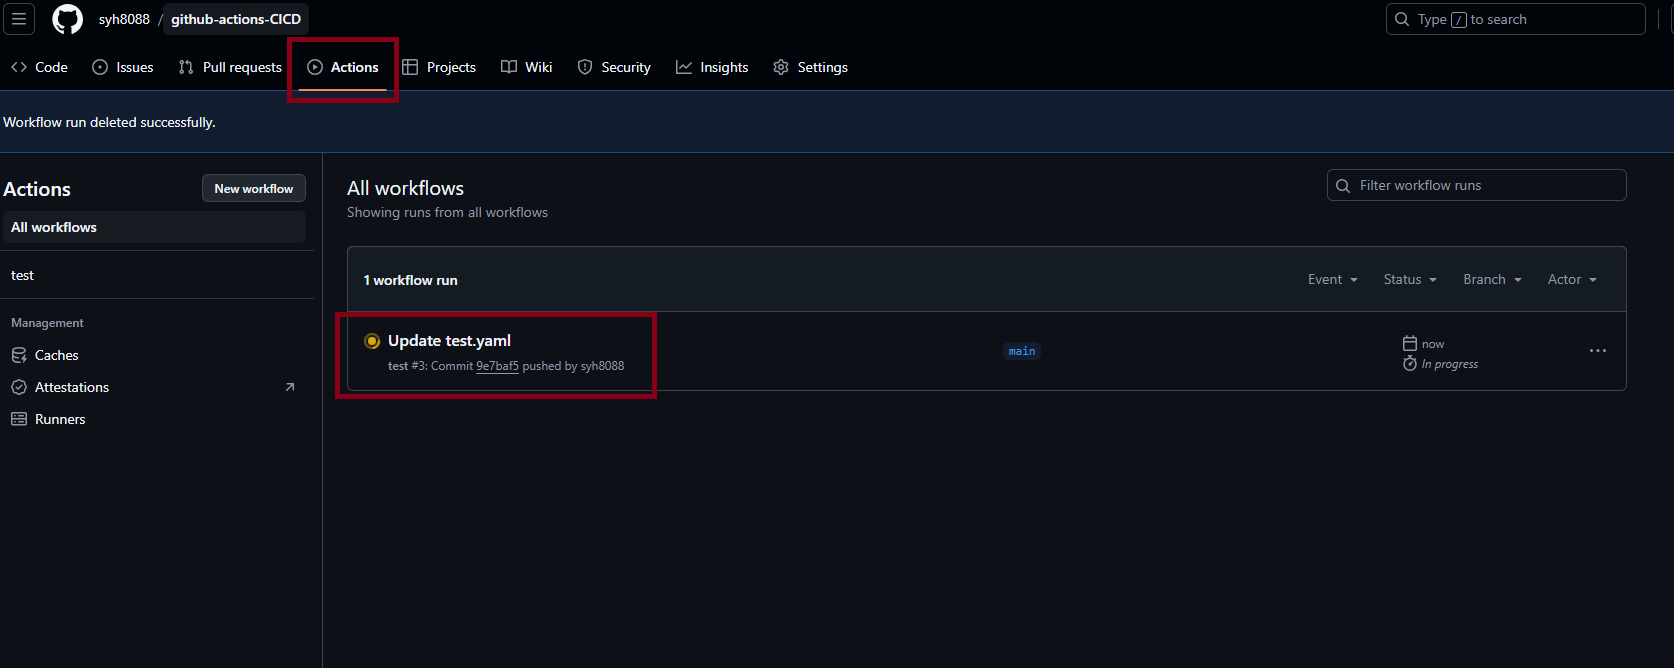 syh8088 / github-actions-CICD
Type / to search
Code Issues Pull requests Actions Projects Wiki Security Insights Settings
Workflow run deleted successfully.
Actions
New workflow
All workflows
test
Management
Caches
Attestations
Runners
All workflows
Showing runs from all workflows
Filter workflow runs
1 workflow run
Event Status Branch Actor
Update test.yaml
test #3: Commit 9e7baf5 pushed by syh8088
main
now
In progress